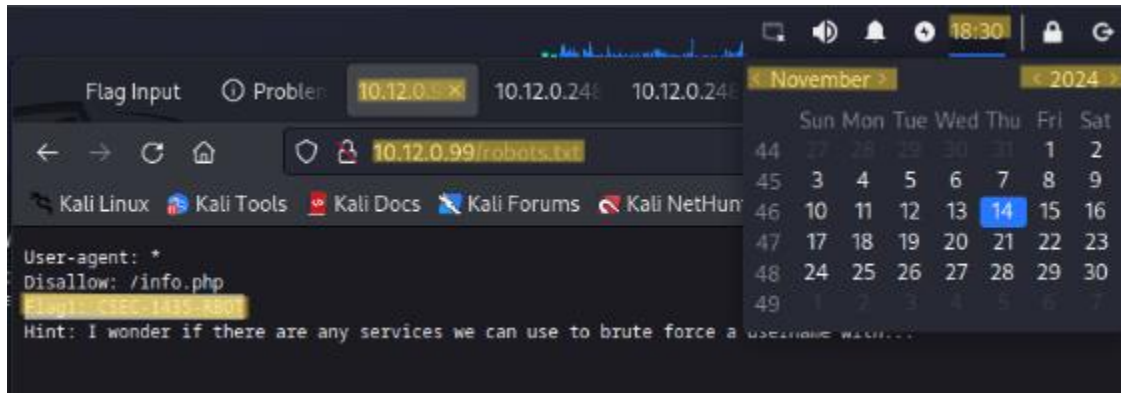 18:30
Flag Input Problem 10.12.0.9 × 10.12.0.248 10.12.0.248
10.12.0.99/robots.txt
Kali Linux Kali Tools Kali Docs Kali Forums Kali NetHun
User-agent: *
Disallow: /info.php
Flag1: CSEC-1435-RBOT
Hint: I wonder if there are any services we can use to brute force a username with...
< November > < 2024 >
Sun Mon Tue Wed Thu Fri Sat
44 27 28 29 30 31 1 2
45 3 4 5 6 7 8 9
46 10 11 12 13 14 15 16
47 17 18 19 20 21 22 23
48 24 25 26 27 28 29 30
49 1 2 3 4 5 6 7